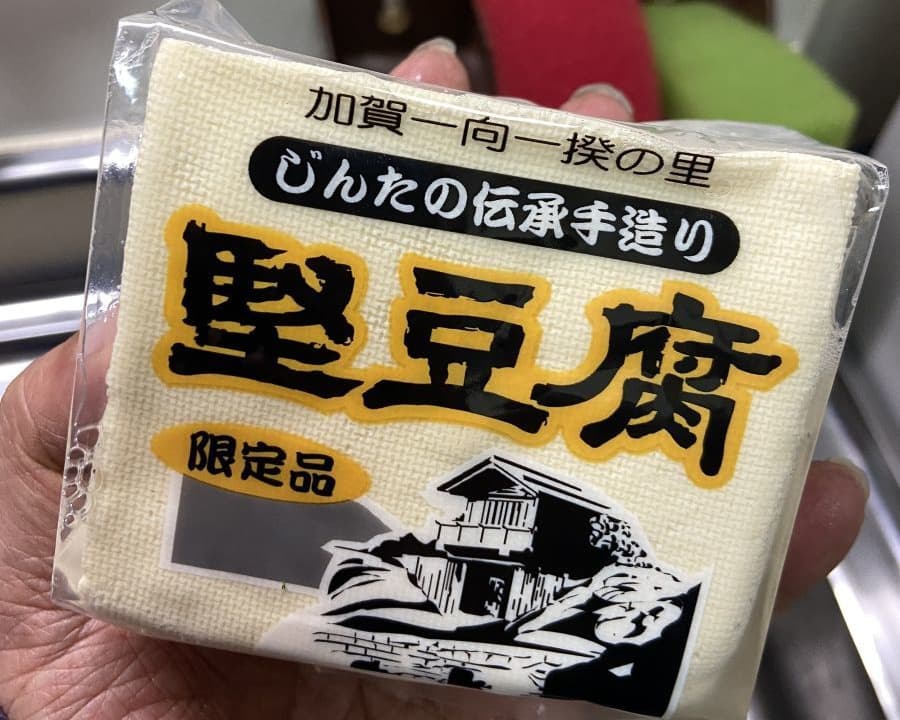 加賀一向一揆の里
じんたの伝承手造り
堅豆腐
限定品